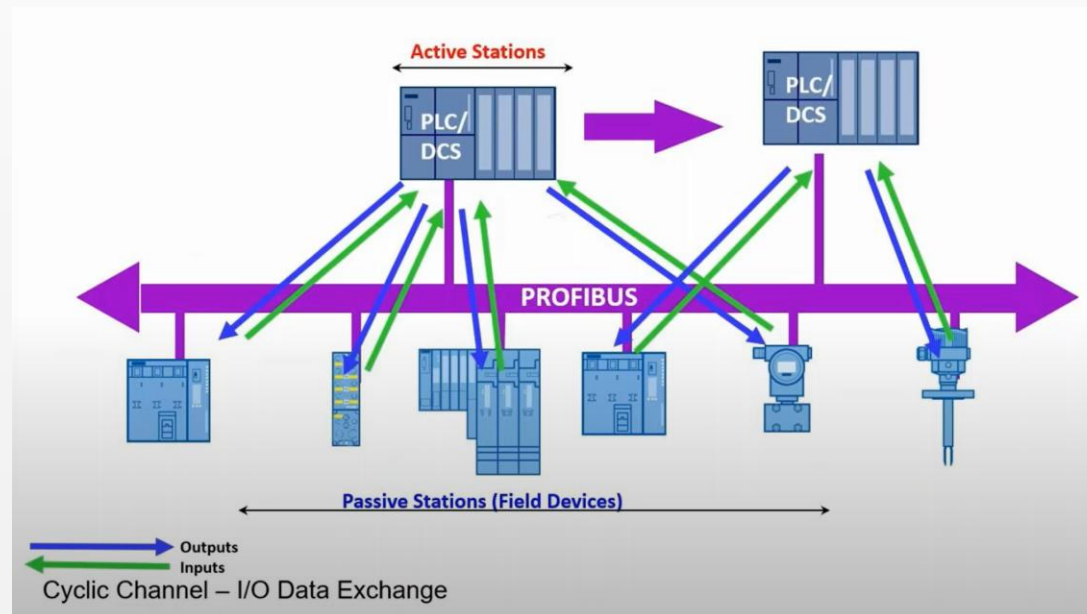 Active Stations
PLC/
DCS
PLC/
DCS
PROFIBUS
Passive Stations (Field Devices)
Outputs
Inputs
Cyclic Channel – I/O Data Exchange